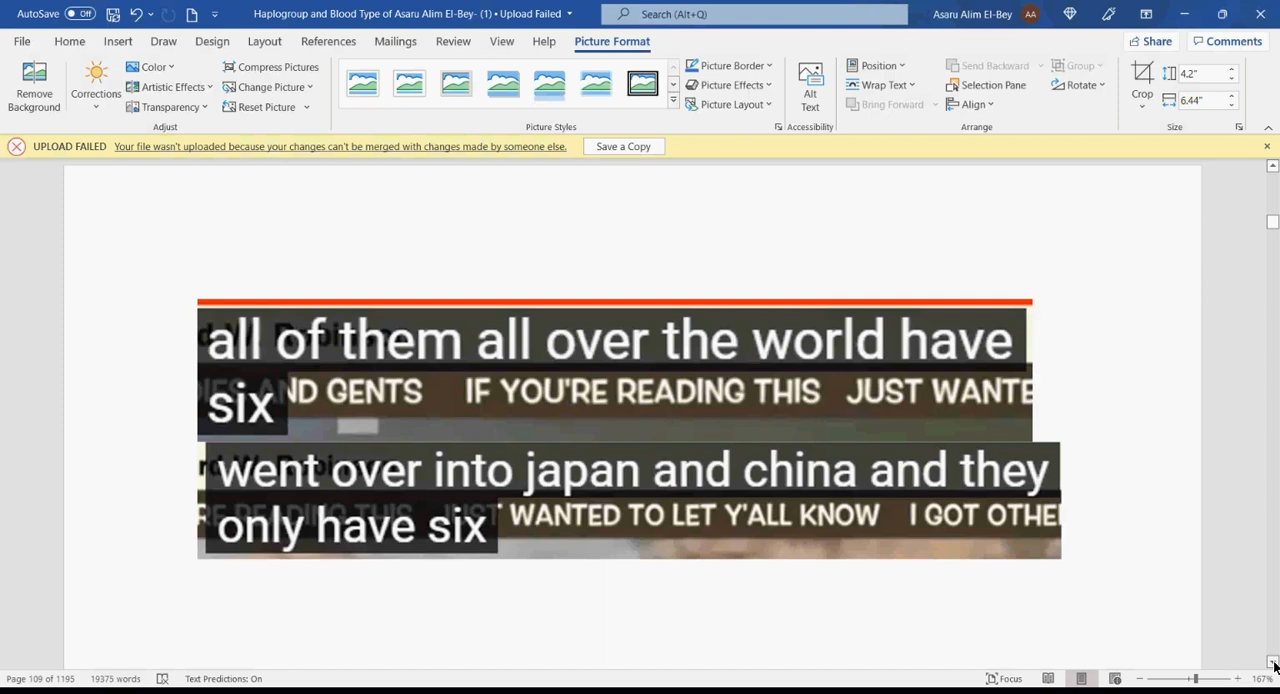 AutoSave Off Haplogroup and Blood Type of Asaru Alim El-Bey- (1) • Upload Failed Search (Alt+Q) Asaru Alim El-Bey AA
File Home Insert Draw Design Layout References Mailings Review View Help Picture Format Share Comments
Remove Background
Corrections
Color
Artistic Effects
Transparency
Compress Pictures
Change Picture
Reset Picture
Adjust
Picture Styles
Picture Border
Picture Effects
Picture Layout
Alt Text
Accessibility
Position
Wrap Text
Bring Forward
Send Backward
Selection Pane
Align
Group
Rotate
Arrange
Crop
4.2"
6.44"
Size
UPLOAD FAILED Your file wasn't uploaded because your changes can't be merged with changes made by someone else. Save a Copy
all of them all over the world have
six
AND GENTS IF YOU'RE READING THIS JUST WANTE
went over into japan and china and they
only have six
WANTED TO LET Y'ALL KNOW I GOT OTHE
Page 109 of 1195 19375 words Text Predictions: On Focus 167%